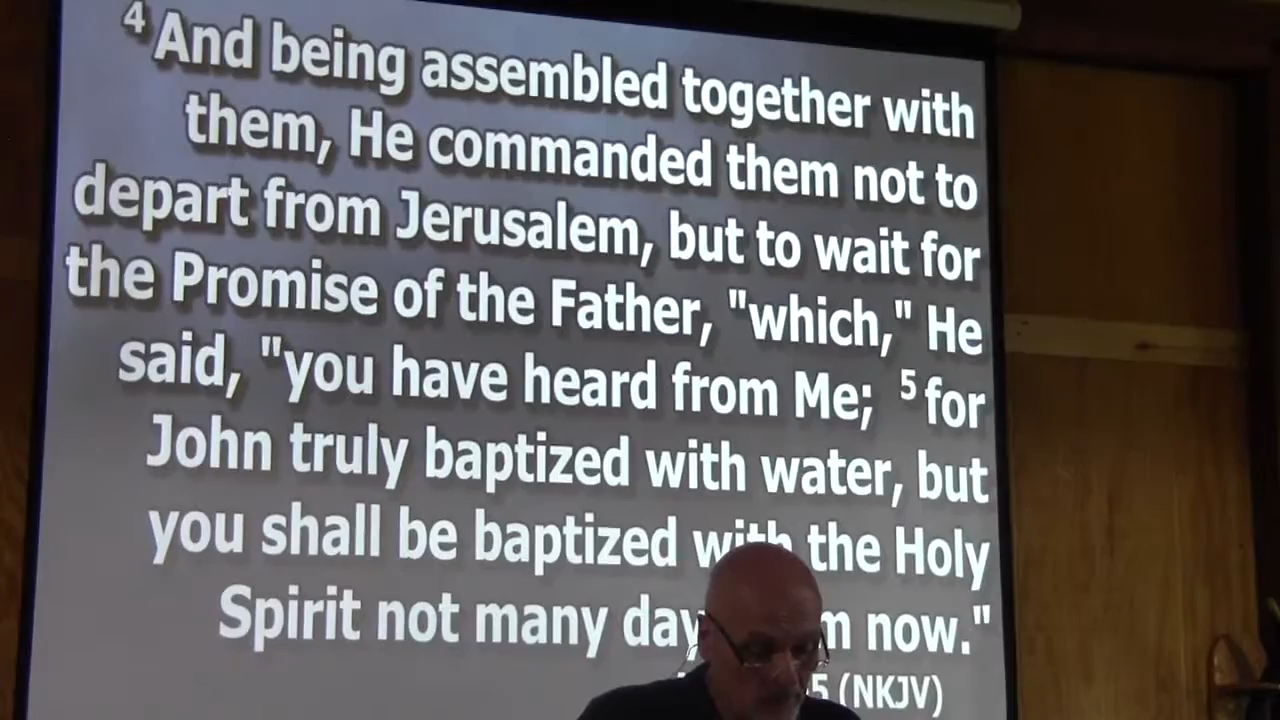 4 And being assembled together with
them, He commanded them not to
depart from Jerusalem, but to wait for
the Promise of the Father, "which," He
said, "you have heard from Me; 5 for
John truly baptized with water, but
you shall be baptized with the Holy
Spirit not many now."
5 (NKJV)